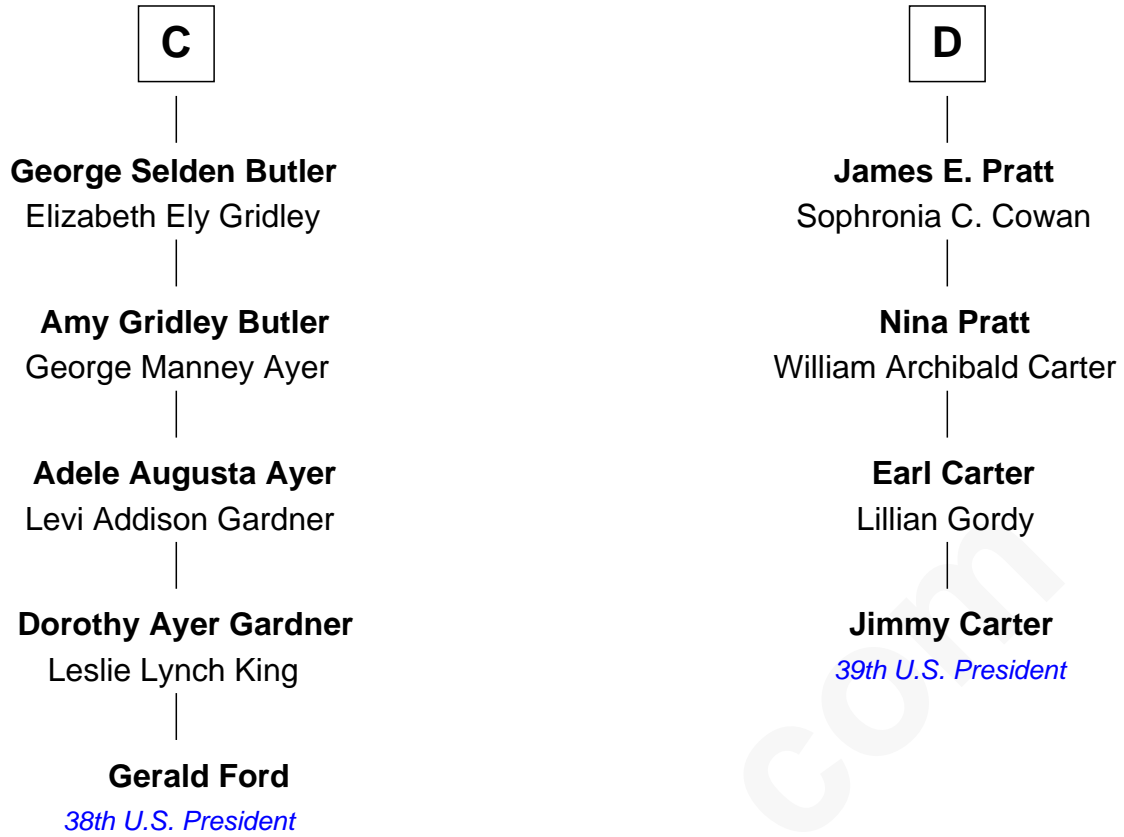 C
George Selden Butler
Elizabeth Ely Gridley
Amy Gridley Butler
George Manney Ayer
Adele Augusta Ayer
Levi Addison Gardner
Dorothy Ayer Gardner
Leslie Lynch King
Gerald Ford
38th U.S. President
D
James E. Pratt
Sophronia C. Cowan
Nina Pratt
William Archibald Carter
Earl Carter
Lillian Gordy
Jimmy Carter
39th U.S. President
com